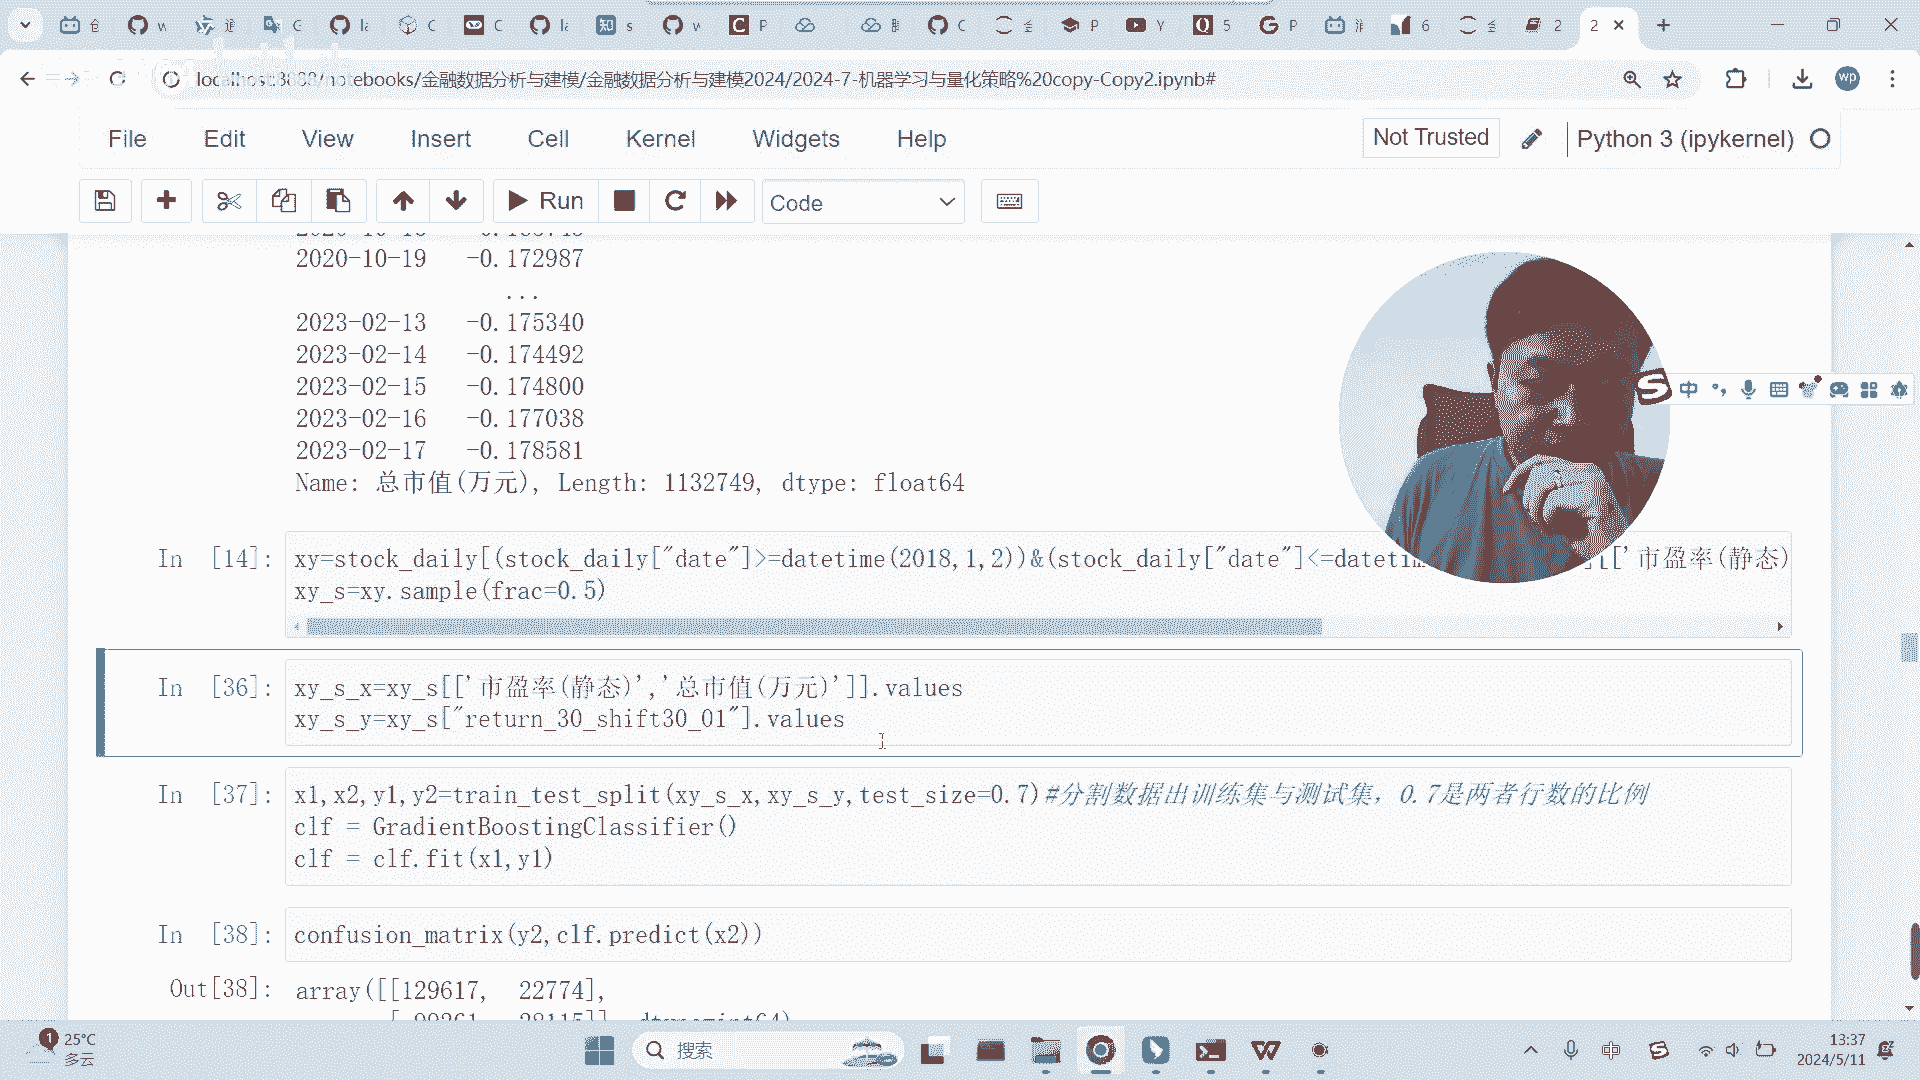 localhost:8888/notebooks/金融数据分析与建模/金融数据分析与建模2024/2024-7-机器学习与量化策略%20copy-Copy2.ipynb#
wp
File Edit View Insert Cell Kernel Widgets Help
Not Trusted
Python 3 (ipykernel)
Run
Code
2020-10-19 -0.172987
...
2023-02-13 -0.175340
2023-02-14 -0.174492
2023-02-15 -0.174800
2023-02-16 -0.177038
2023-02-17 -0.178581
Name: 总市值(万元), Length: 1132749, dtype: float64
In [14]: xy=stock_daily[(stock_daily["date"]>=datetime(2018,1,2))&(stock_daily["date"]<=datetim [['市盈率(静态)
xy_s=xy.sample(frac=0.5)
In [36]: xy_s_x=xy_s[['市盈率(静态)','总市值(万元)']].values
xy_s_y=xy_s["return_30_shift30_01"].values
In [37]: x1,x2,y1,y2=train_test_split(xy_s_x,xy_s_y,test_size=0.7)#分割数据出训练集与测试集，0.7是两者行数的比例
clf = GradientBoostingClassifier()
clf = clf.fit(x1,y1)
In [38]: confusion_matrix(y2,clf.predict(x2))
Out[38]: array([[129617, 22774],
中
25°C
多云
搜索
中
13:37
2024/5/11